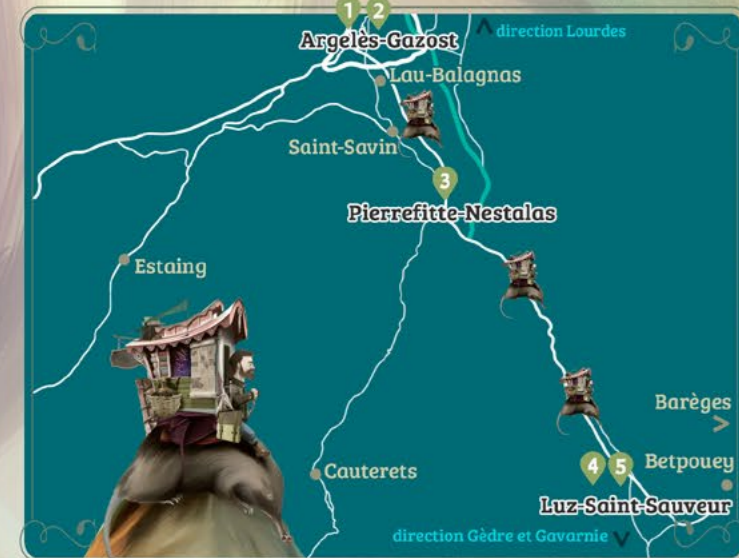 1 2
Argelès-Gazost
direction Lourdes
Lau-Balagnas
Saint-Savin
3
Pierrefitte-Nestalas
Estaing
Barèges
4 5
Betpouey
Cauterets
Luz-Saint-Sauveur
direction Gèdre et Gavarnie